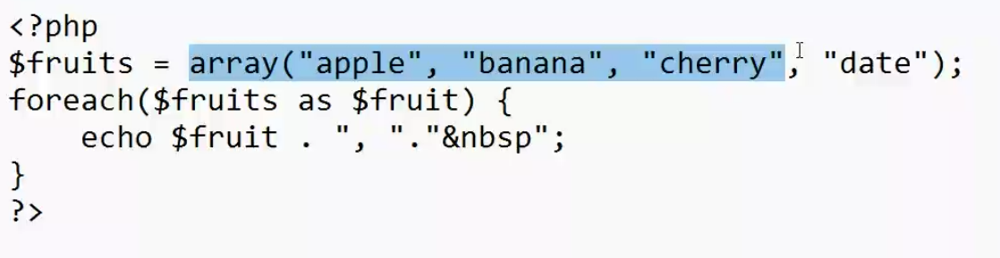 <?php
$fruits = array("apple", "banana", "cherry", "date");
foreach($fruits as $fruit) {
    echo $fruit . ", "."&nbsp";
}
?>